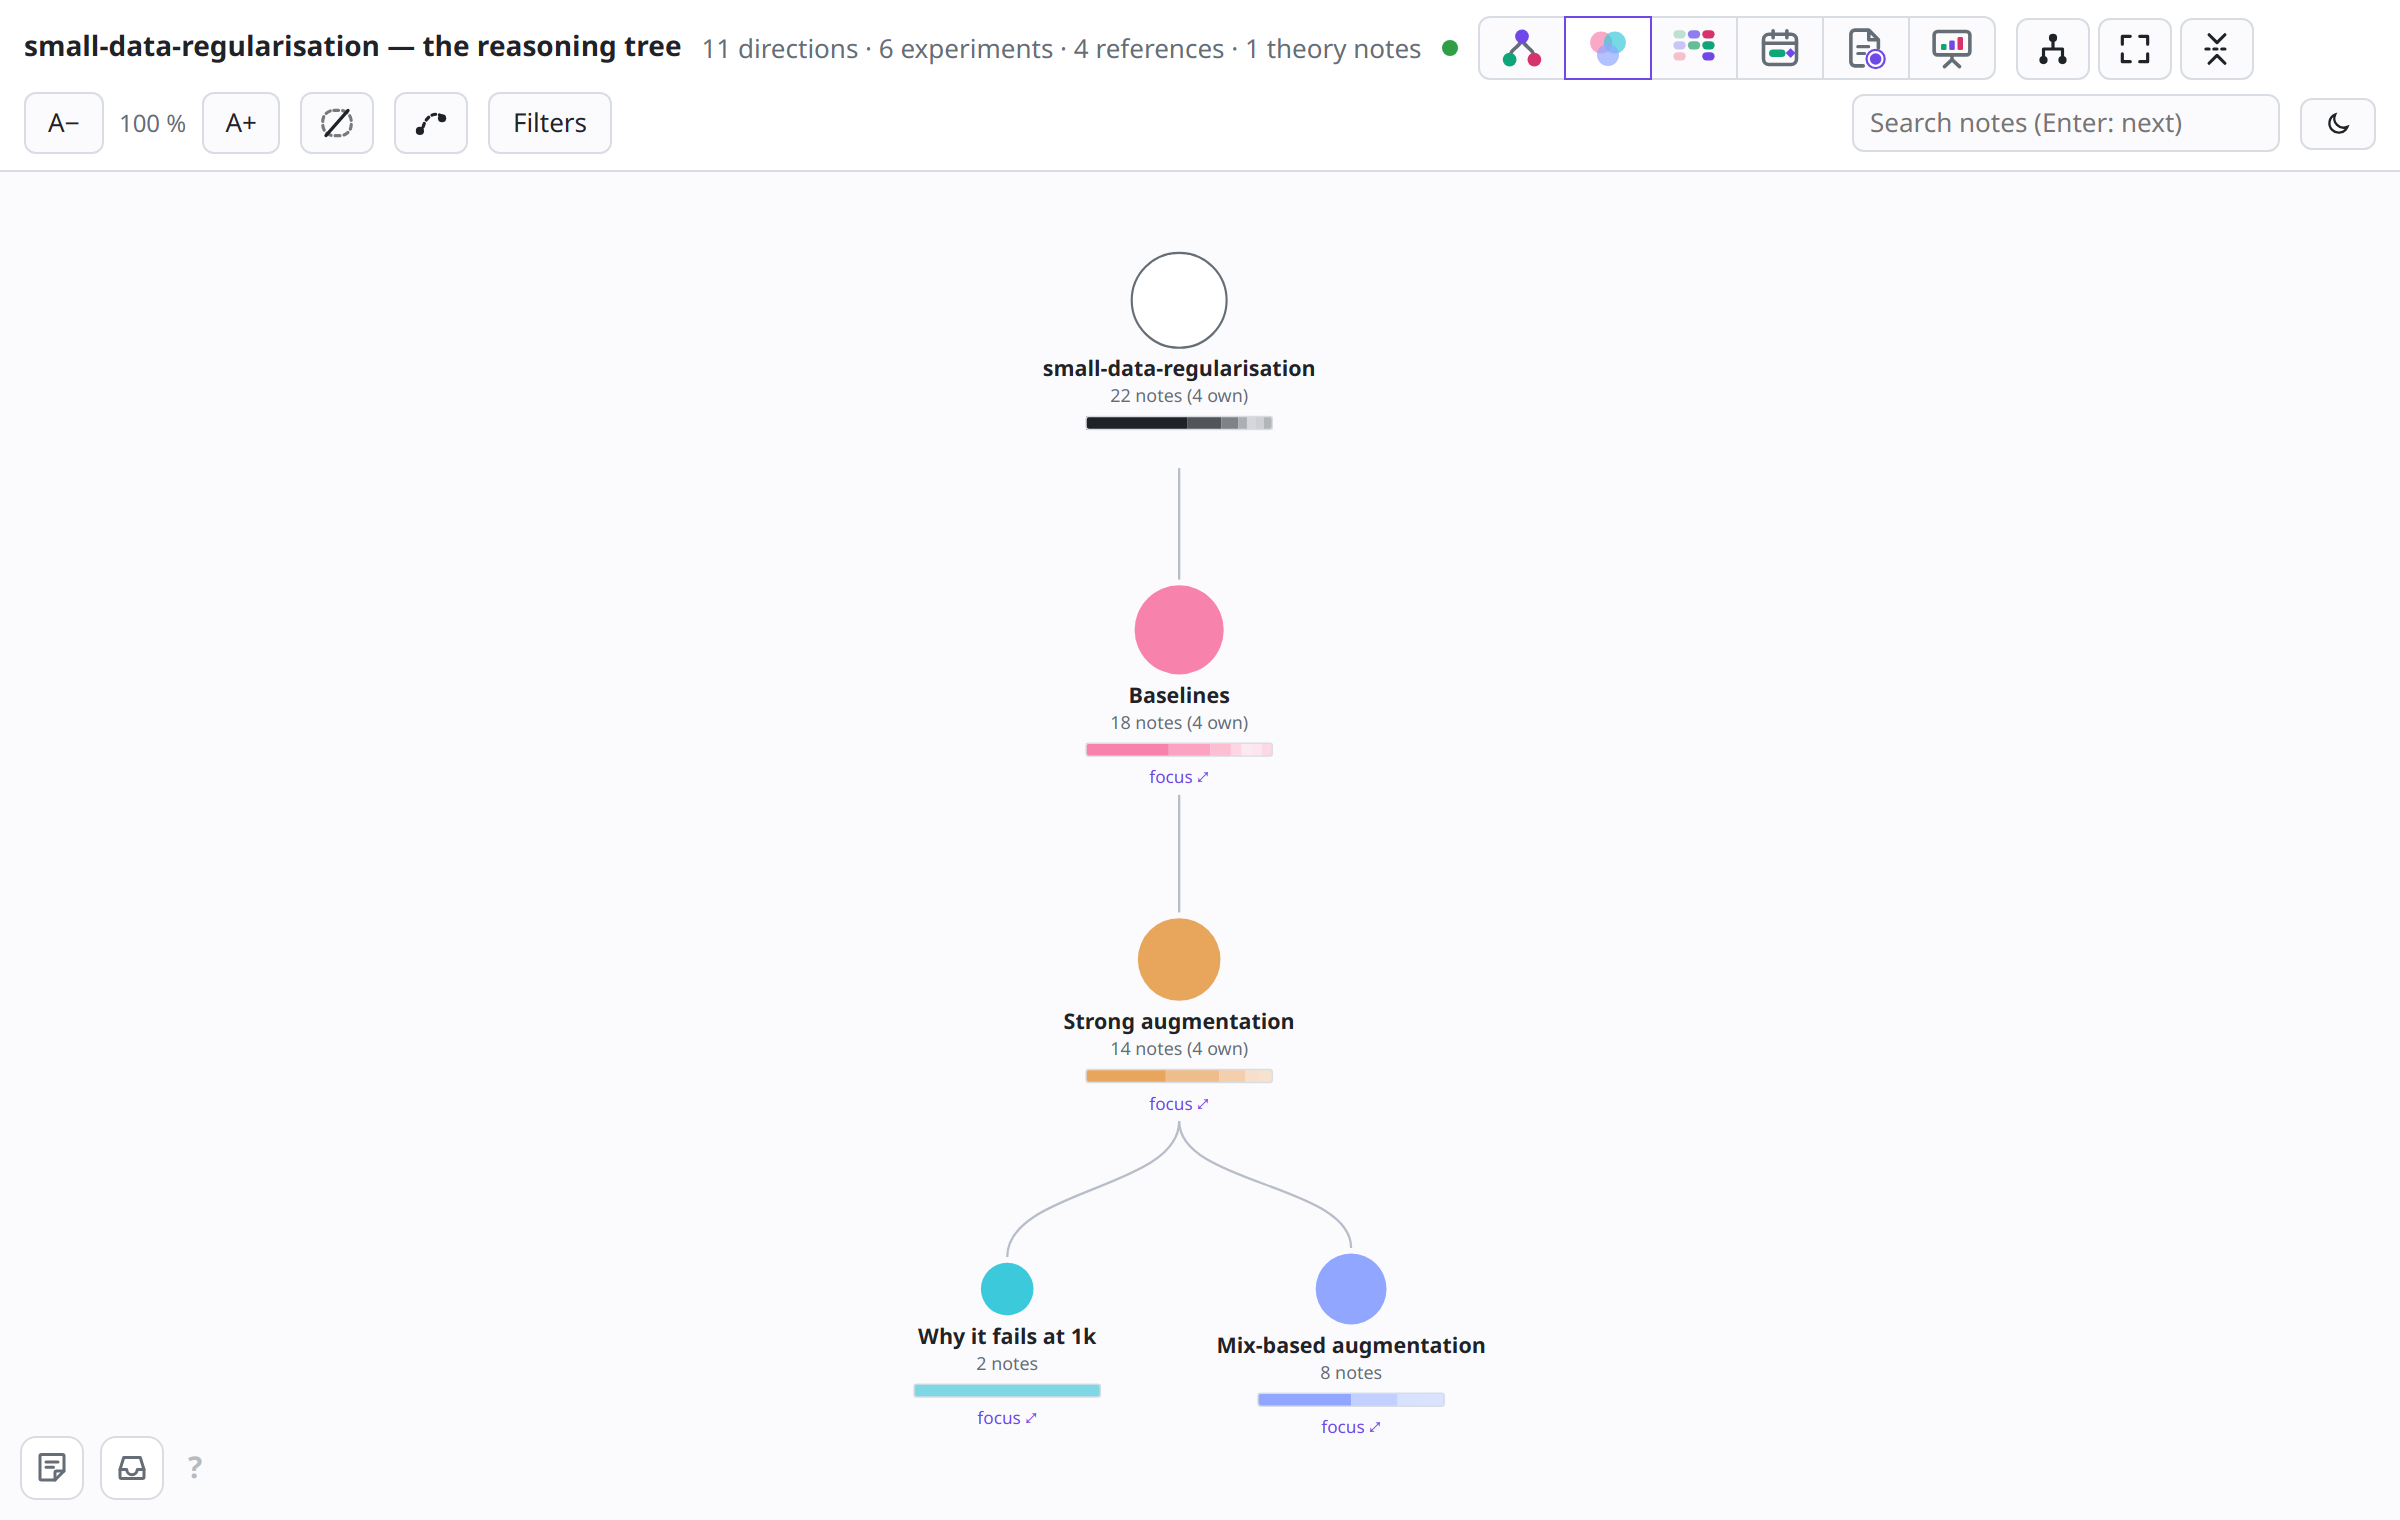 small-data-regularisation — the reasoning tree
11 directions · 6 experiments · 4 references · 1 theory notes
A−
100 %
A+
Filters
Search notes (Enter: next)
small-data-regularisation
22 notes (4 own)
Baselines
18 notes (4 own)
focus ⤢
Strong augmentation
14 notes (4 own)
focus ⤢
Why it fails at 1k
2 notes
focus ⤢
Mix-based augmentation
8 notes
focus ⤢
?